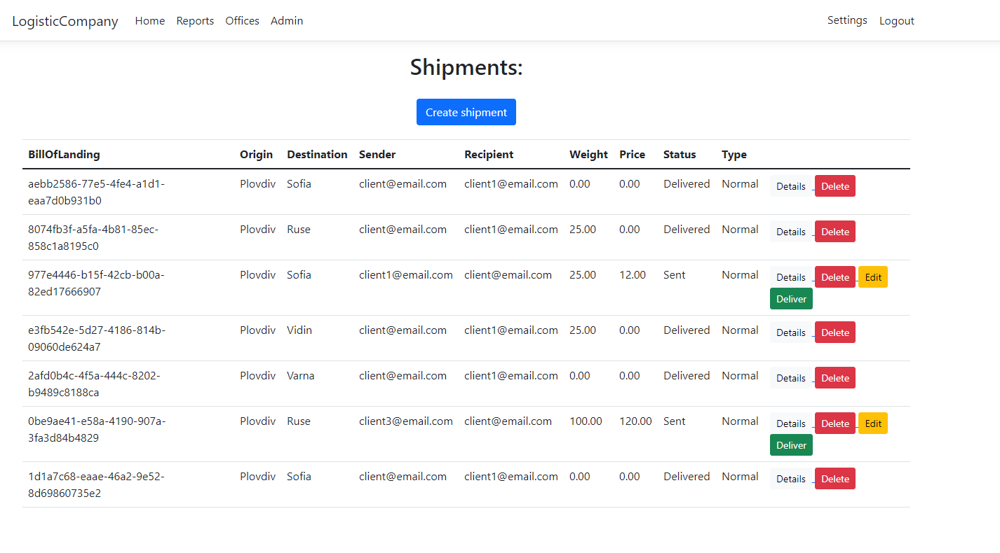 LogisticCompany Home Reports Offices Admin Settings Logout
Shipments:
Create shipment
BillOfLanding Origin Destination Sender Recipient Weight Price Status Type
aebb2586-77e5-4fe4-a1d1- Plovdiv Sofia client@email.com client1@email.com 0.00 0.00 Delivered Normal Details Delete
eaa7d0b931b0
8074fb3f-a5fa-4b81-85ec- Plovdiv Ruse client@email.com client1@email.com 25.00 0.00 Delivered Normal Details Delete
858c1a8195c0
977e4446-b15f-42cb-b00a- Plovdiv Sofia client1@email.com client@email.com 25.00 12.00 Sent Normal Details Delete Edit
82ed17666907 Deliver
e3fb542e-5d27-4186-814b- Plovdiv Vidin client@email.com client1@email.com 25.00 0.00 Delivered Normal Details Delete
09060de624a7
2afd0b4c-4f5a-444c-8202- Plovdiv Varna client@email.com client1@email.com 0.00 0.00 Delivered Normal Details Delete
b9489c8188ca
0be9ae41-e58a-4190-907a- Plovdiv Ruse client3@email.com client@email.com 100.00 120.00 Sent Normal Details Delete Edit
3fa3d84b4829 Deliver
1d1a7c68-eaae-46a2-9e52- Plovdiv Sofia client@email.com client1@email.com 0.00 0.00 Delivered Normal Details Delete
8d69860735e2